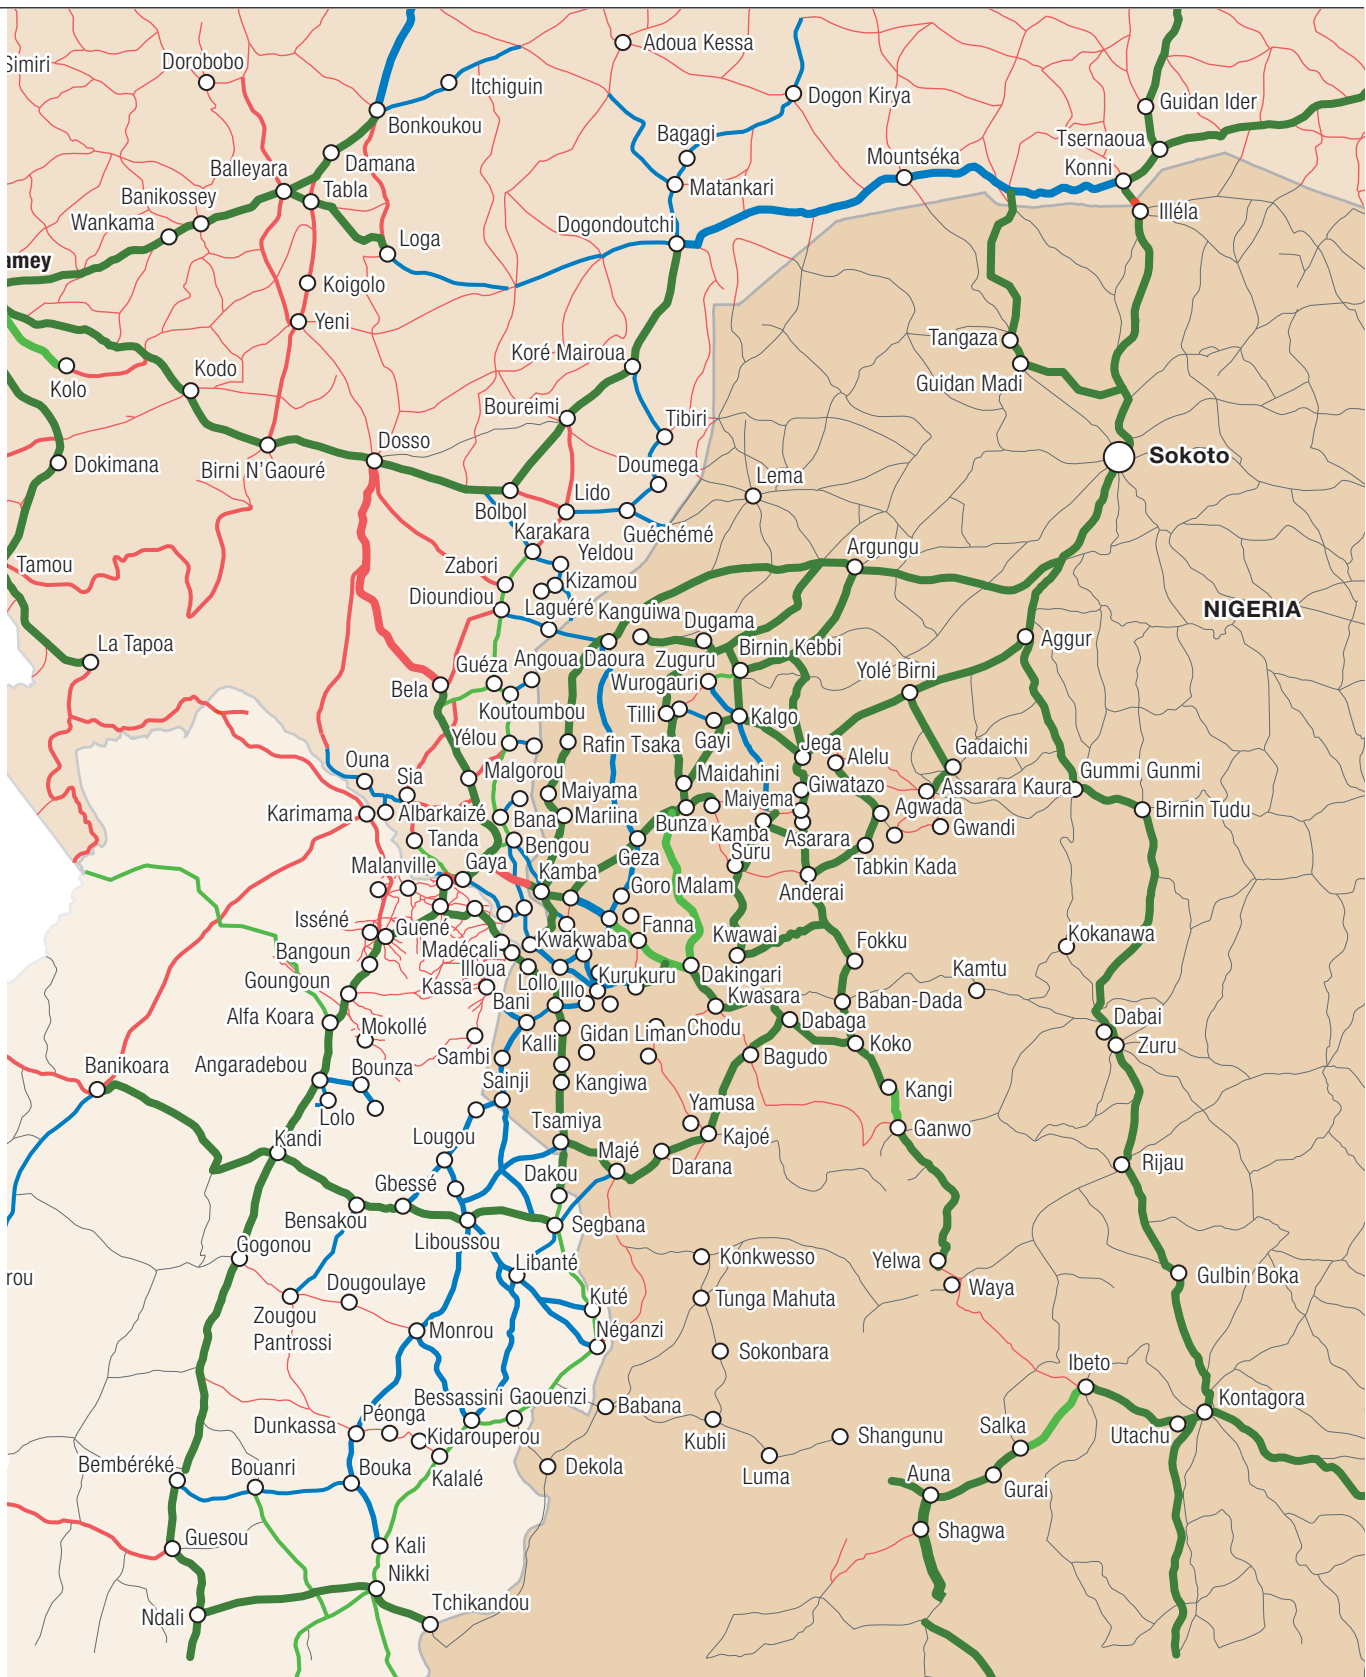 Adoua Kessa
Simiri
Dorobobo
Itchiguin
Dogon Kirya
Guidan Ider
Bonkoukou
Bagagi
Tsernaoua
Damana
Mountséka
Konni
Balleyara
Tabla
Matankari
Banikossey
Illéla
Wankama
Dogondoutchi
Loga
amey
Koigolo
Yeni
Tangaza
Koré Mairoua
Kolo
Kodo
Guidan Madi
Boureimi
Tibiri
Dosso
Sokoto
Dokimana
Birni N'Gaouré
Doumega
Lema
Bolbol
Lido
Karakara
Guéchémé
Yeldou
Argungu
Tamou
Zabori
Kizamou
Dioundiou
Laguéré
Kanguiwa
Dugama
NIGERIA
La Tapoa
Aggur
Guéza
Angoua Daoura
Zuguru
Birnin Kebbi
Bela
Wurogauri
Yolé Birni
Koutoumbou
Tilli
Gayi
Kalgo
Yélou
Rafin Tsaka
Jega
Alelu
Gadaichi
Ouna
Sia
Malgorou
Maidahini
Gummi Gunmi
Maiyama
Giwatazo
Assarara Kaura
Karimama
Albarkaizé
Bana
Mariina
Maiyema
Agwada
Birnin Tudu
Bunza
Kamba
Asarara
Gwandi
Tanda
Bengou
Geza
Suru
Tabkin Kada
Malanville
Gaya
Kamba
Goro Malam
Anderai
Isséné
Guéné
Fanna
Kokanawa
Bangoun
Madécali
Kwakwaba
Kwawai
Fokku
Goungoun
Illoua
Kassa
Lollo
Illo
Kurukuru
Dakingari
Kamtu
Bani
Kwasara
Baban-Dada
Alfa Koara
Mokollé
Kalli
Gidan Liman
Chodu
Dabaga
Dabai
Zuru
Koko
Banikoara
Angaradebou
Bounza
Sambi
Bagudo
Sainji
Kangiwa
Kangi
Lolo
Yamusa
Tsamiya
Ganwo
Kandi
Lougou
Majé
Kajoé
Darana
Rijau
Gbessé
Dakou
Bensakou
Segbana
Liboussou
Gogonou
Libanté
Konkwesso
Yelwa
Gulbin Boka
rou
Dougoulaye
Waya
Zougou
Pantrossi
Kuté
Tunga Mahuta
Monrou
Néganzi
Sokonbara
Ibeto
Bessassini
Gaouenzi
Babana
Kontagora
Dunkassa
Péonga
Kidarouperou
Kubli
Shangunu
Salka
Utachu
Bembéréké
Bouanri
Bouka
Kalalé
Dekola
Luma
Auna
Gurai
Guesou
Kali
Shagwa
Nikki
Tchikandou
Ndali